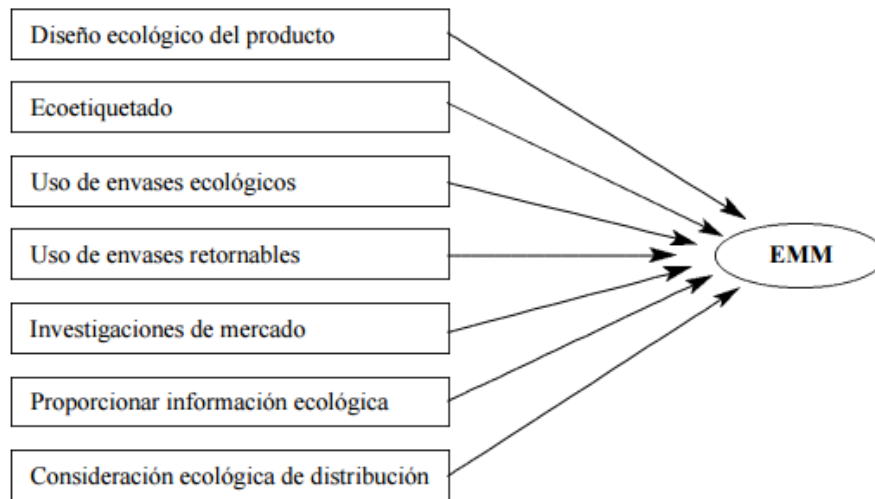 Diseño ecológico del producto
Ecoetiquetado
Uso de envases ecológicos
Uso de envases retornables
EMM
Investigaciones de mercado
Proporcionar información ecológica
Consideración ecológica de distribución